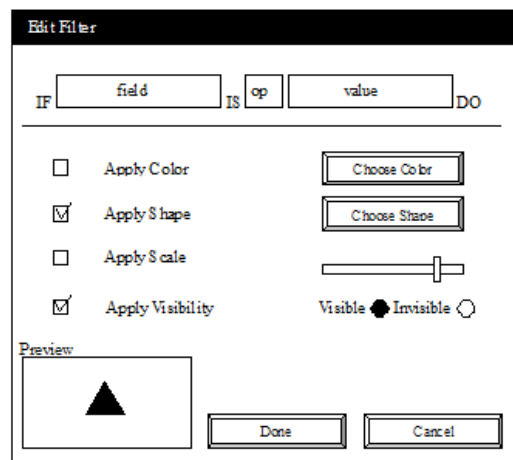 Edit Filter
IF field IS op value DO
Apply Color Choose Color
Apply Shape Choose Shape
Apply Scale
Apply Visibility Visible Invisible
Preview
Done Cancel